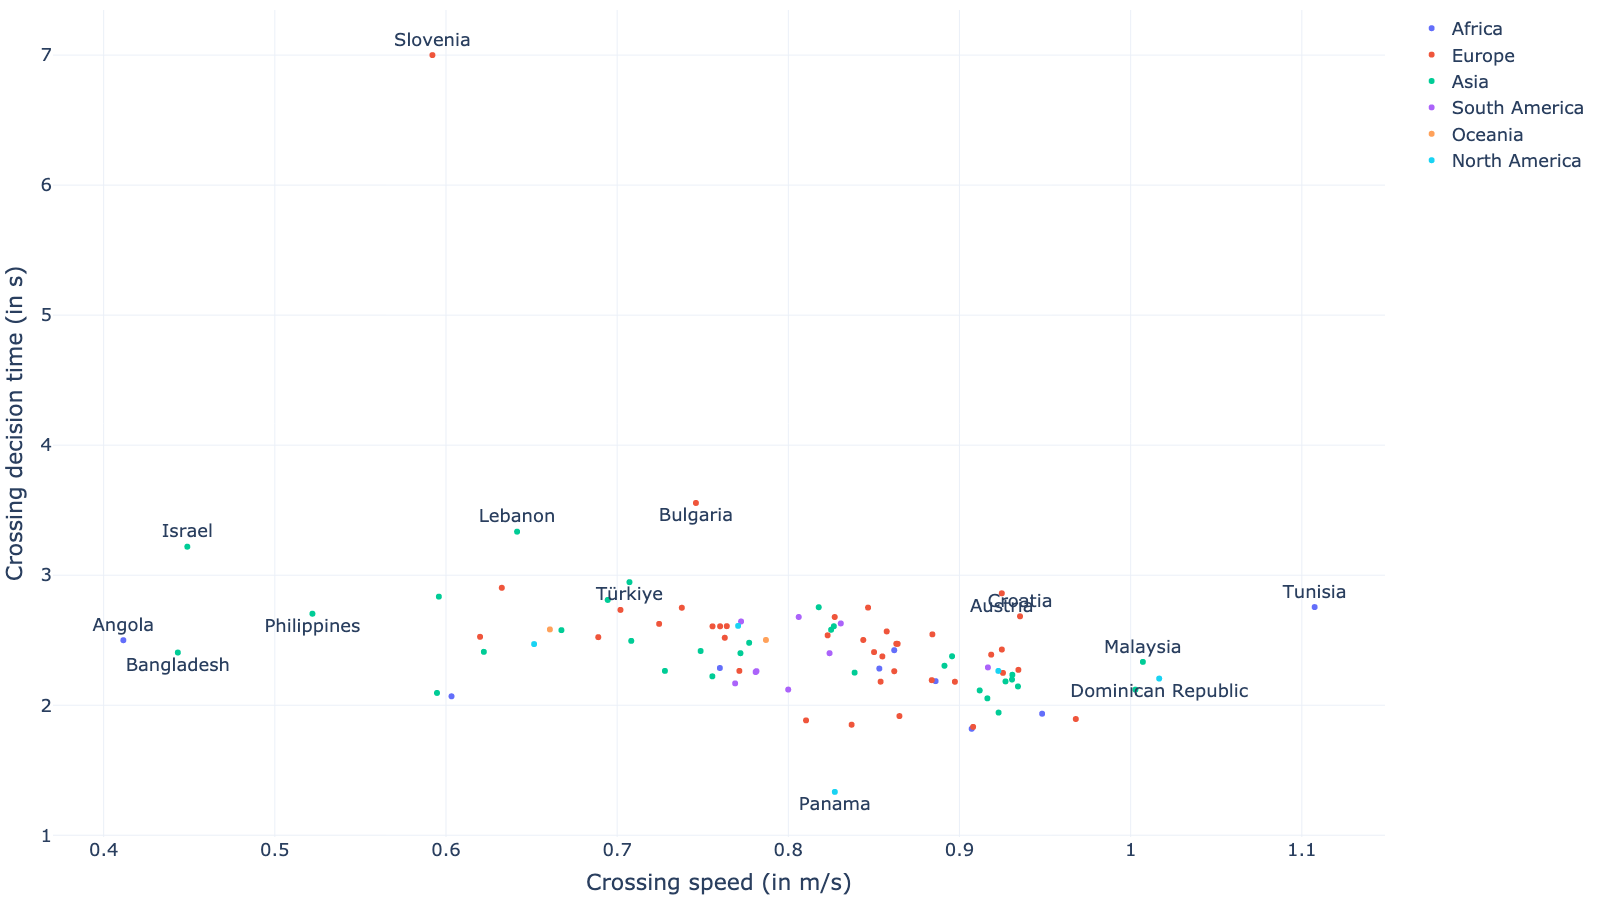 Slovenia
Israel
Lebanon
Bulgaria
Angola
Bangladesh
Philippines
Türkiye
Croatia
Austria
Tunisia
Malaysia
Dominican Republic
Panama
Crossing decision time (in s)
7
6
5
4
3
2
1
0.4
0.5
0.6
0.7
0.8
0.9
1
1.1
Crossing speed (in m/s)
Africa
Europe
Asia
South America
Oceania
North America